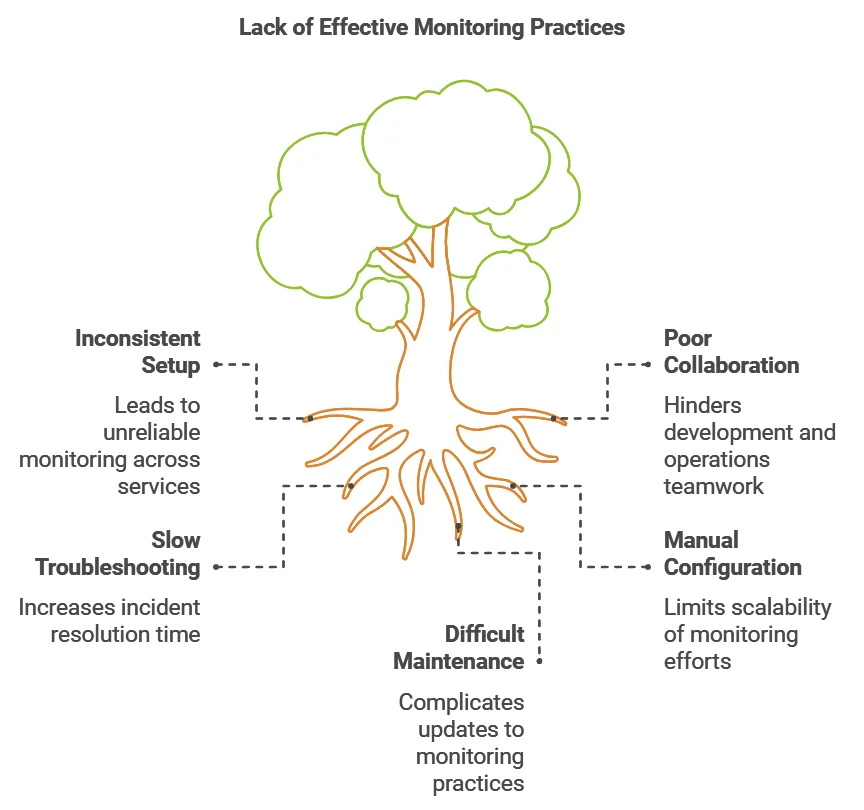 Lack of Effective Monitoring Practices
Inconsistent
Setup
Leads to
unreliable
monitoring across
services
Slow
Troubleshooting
Increases incident
resolution time
Difficult
Maintenance
Complicates
updates to
monitoring
practices
Poor
Collaboration
Hinders
development and
operations
teamwork
Manual
Configuration
Limits scalability
of monitoring
efforts